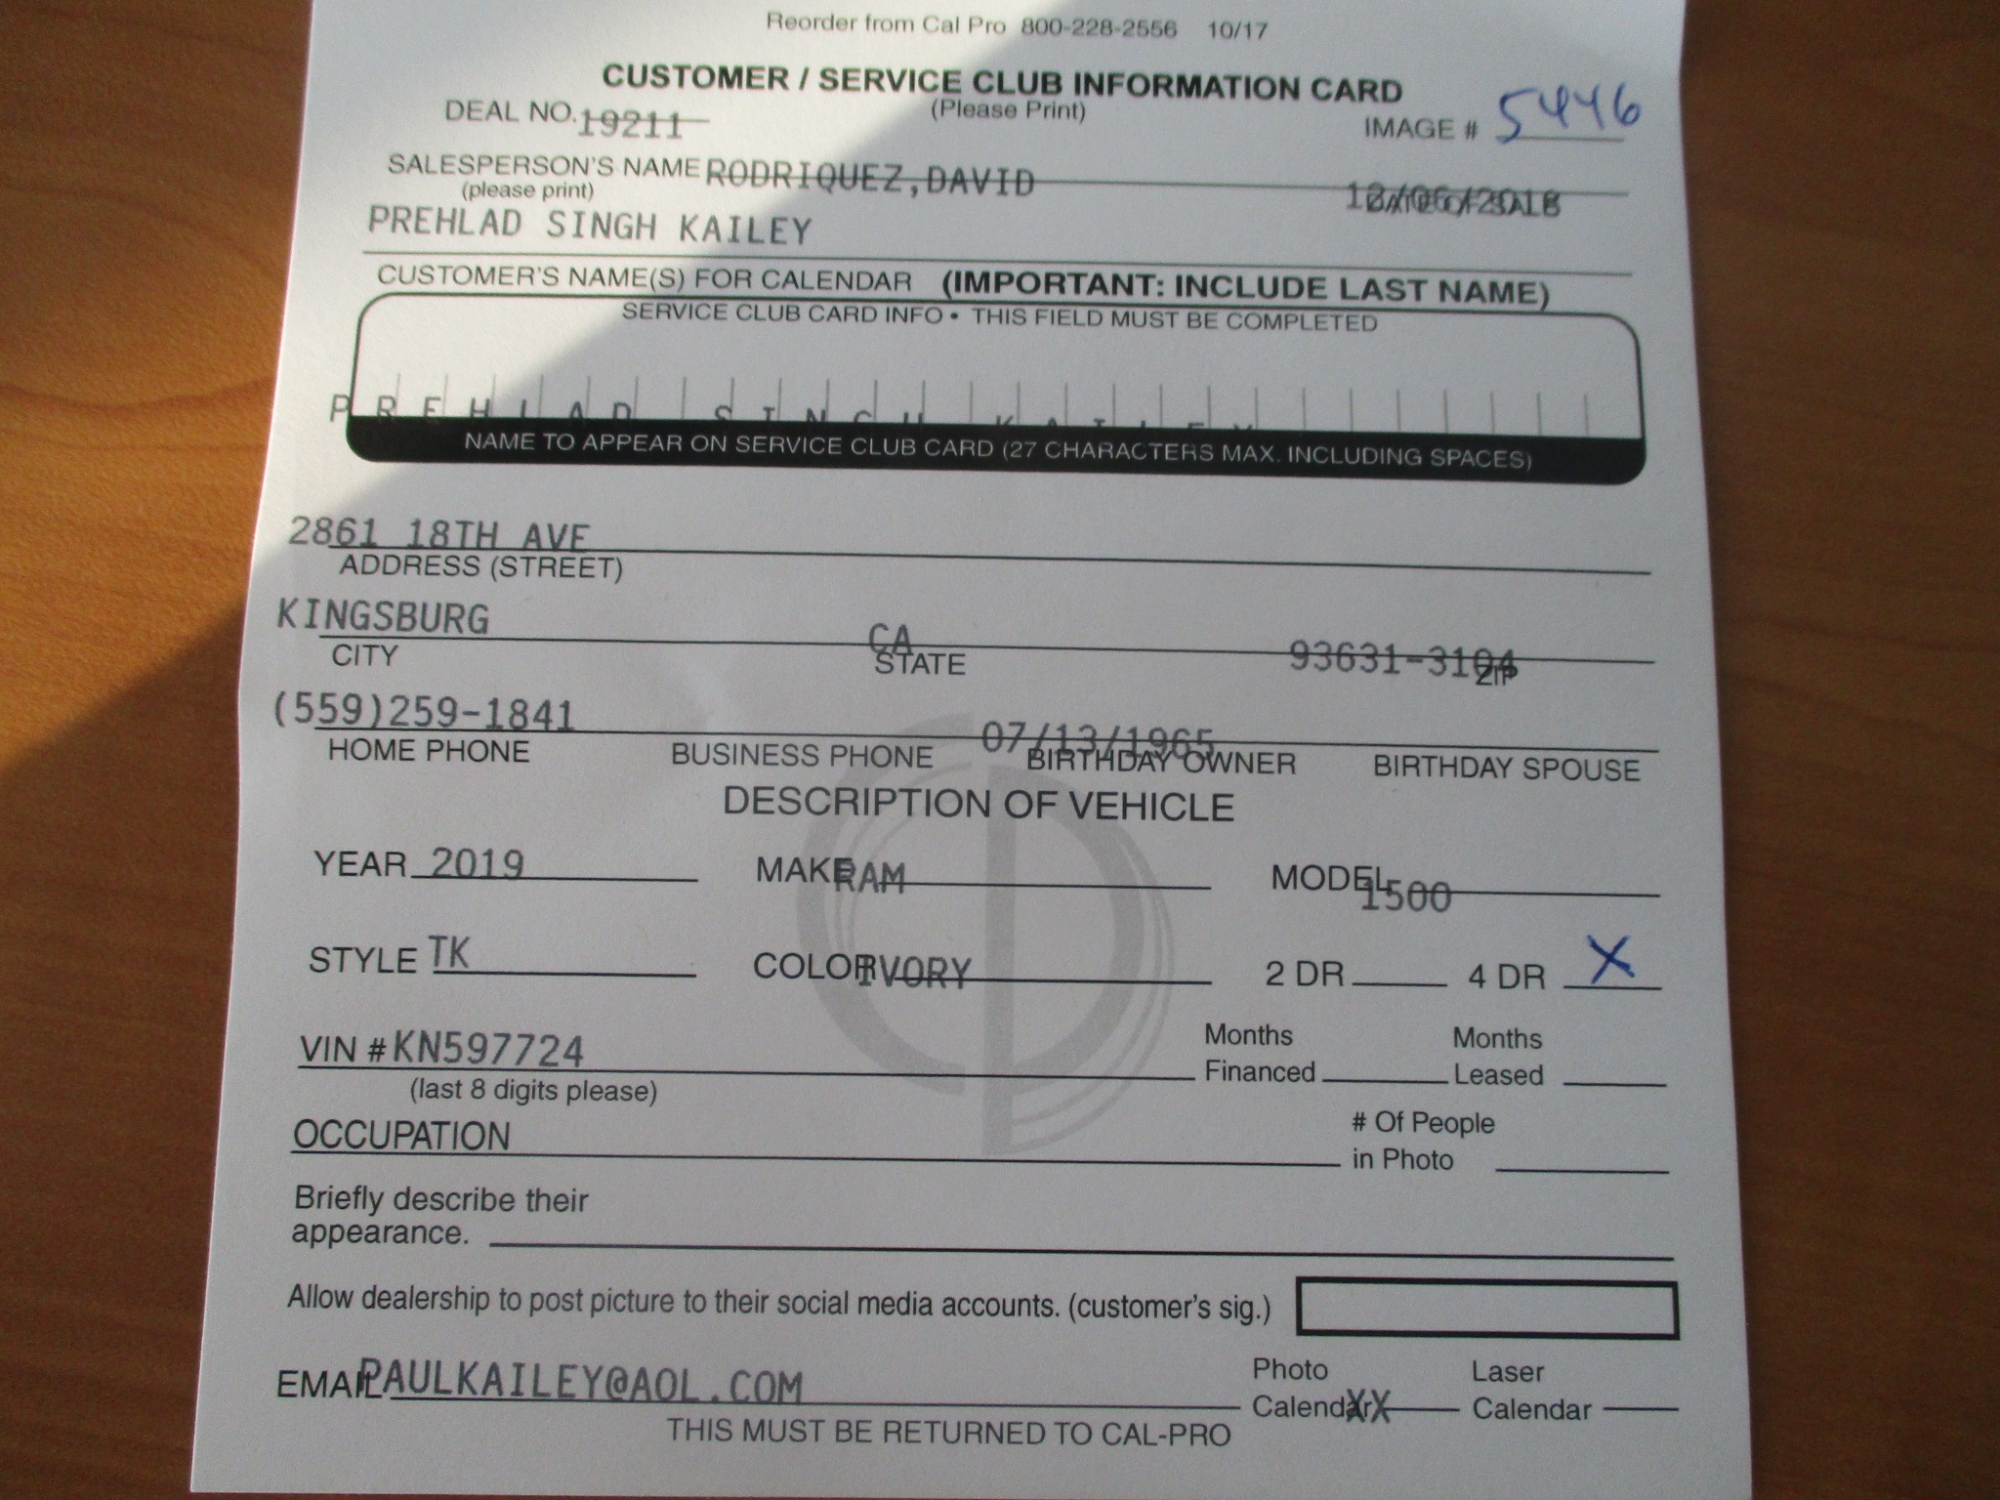 Reorder from Cal Pro 800-228-2556 10/17
CUSTOMER / SERVICE CLUB INFORMATION CARD
DEAL NO. 19211 (Please Print) IMAGE # 5446
SALESPERSON'S NAME RODRIQUEZ,DAVID
(please print)
PREHLAD SINGH KAILEY
CUSTOMER'S NAME(S) FOR CALENDAR (IMPORTANT: INCLUDE LAST NAME)
SERVICE CLUB CARD INFO • THIS FIELD MUST BE COMPLETED
PREHLAD SINGH KAILEY
NAME TO APPEAR ON SERVICE CLUB CARD (27 CHARACTERS MAX. INCLUDING SPACES)
2861 18TH AVE
ADDRESS (STREET)
KINGSBURG CA 93631-3104
CITY STATE ZIP
(559)259-1841 07/13/1965
HOME PHONE BUSINESS PHONE BIRTHDAY OWNER BIRTHDAY SPOUSE
DESCRIPTION OF VEHICLE
YEAR 2019 MAKE RAM MODEL 1500
STYLE TK COLOR IVORY 2 DR 4 DR X
VIN # KN597724 Months Financed Months Leased
(last 8 digits please)
OCCUPATION # Of People in Photo
Briefly describe their
appearance.
Allow dealership to post picture to their social media accounts. (customer's sig.)
EMAIL PAULKAILEY@AOL.COM Photo Calendar XX Laser Calendar
THIS MUST BE RETURNED TO CAL-PRO